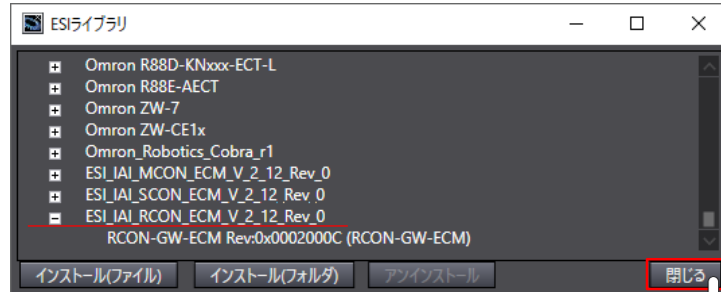 ESIライブラリ
Omron R88D-KNxxx-ECT-L
Omron R88E-AECT
Omron ZW-7
Omron ZW-CE1x
Omron_Robotics_Cobra_r1
ESI_IAI_MCON_ECM_V_2_12_Rev_0
ESI_IAI_SCON_ECM_V_2_12_Rev_0
ESI_IAI_RCON_ECM_V_2_12_Rev_0
RCON-GW-ECM Rev:0x0002000C (RCON-GW-ECM)
インストール(ファイル) インストール(フォルダ) アンインストール 閉じる